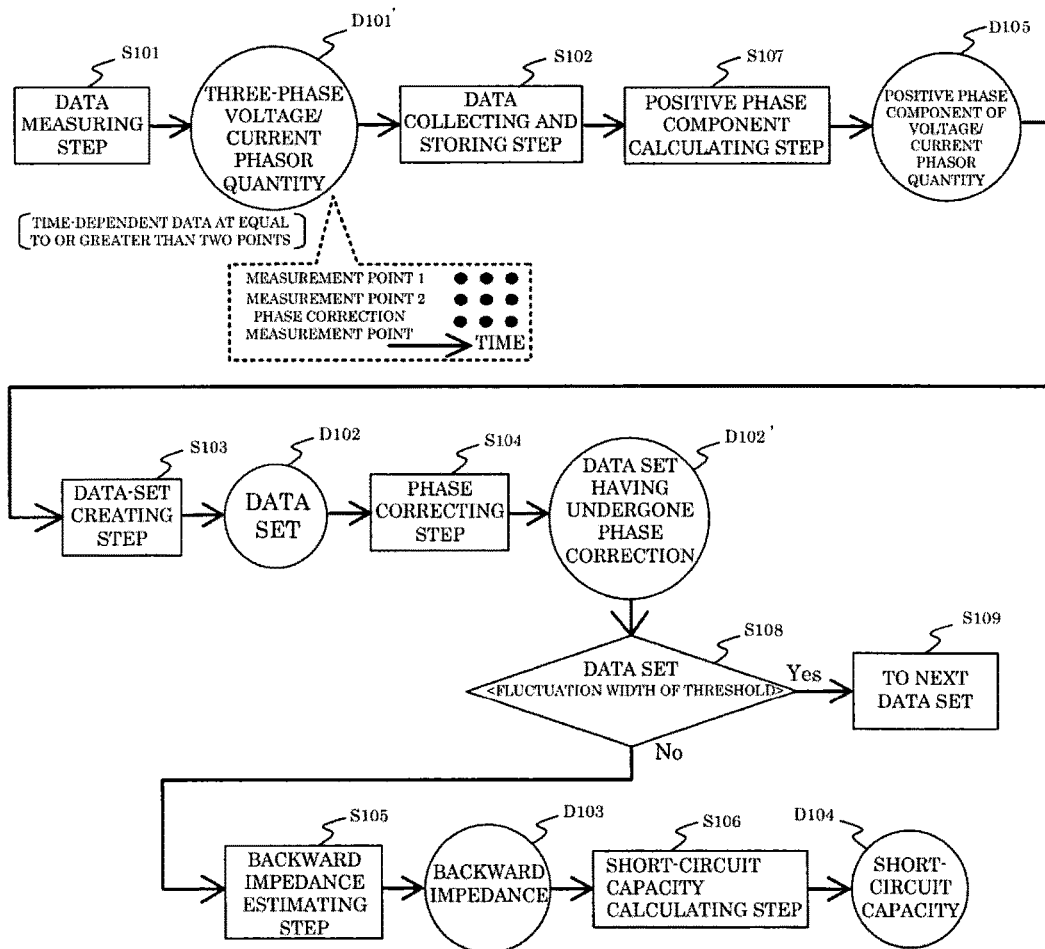 S101
DATA
MEASURING
STEP
D101'
THREE-PHASE
VOLTAGE/
CURRENT
PHASOR
QUANTITY
S102
DATA
COLLECTING AND
STORING STEP
S107
POSITIVE PHASE
COMPONENT
CALCULATING STEP
D105
POSITIVE PHASE
COMPONENT OF
VOLTAGE/
CURRENT
PHASOR
QUANTITY
TIME-DEPENDENT DATA AT EQUAL
TO OR GREATER THAN TWO POINTS
MEASUREMENT POINT 1
MEASUREMENT POINT 2
PHASE CORRECTION
MEASUREMENT POINT
TIME
S103
DATA-SET
CREATING
STEP
D102
DATA
SET
S104
PHASE
CORRECTING
STEP
D102'
DATA SET
HAVING
UNDERGONE
PHASE
CORRECTION
S108
DATA SET
<FLUCTUATION WIDTH OF THRESHOLD>
Yes
No
S109
TO NEXT
DATA SET
S105
BACKWARD
IMPEDANCE
ESTIMATING
STEP
D103
BACKWARD
IMPEDANCE
S106
SHORT-CIRCUIT
CAPACITY
CALCULATING STEP
D104
SHORT-
CIRCUIT
CAPACITY